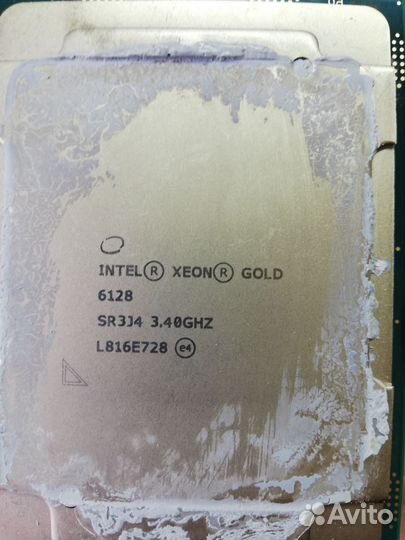 INTEL® XEON® GOLD
6128
SR3J4 3.40GHZ
L816E728 e4
Avito